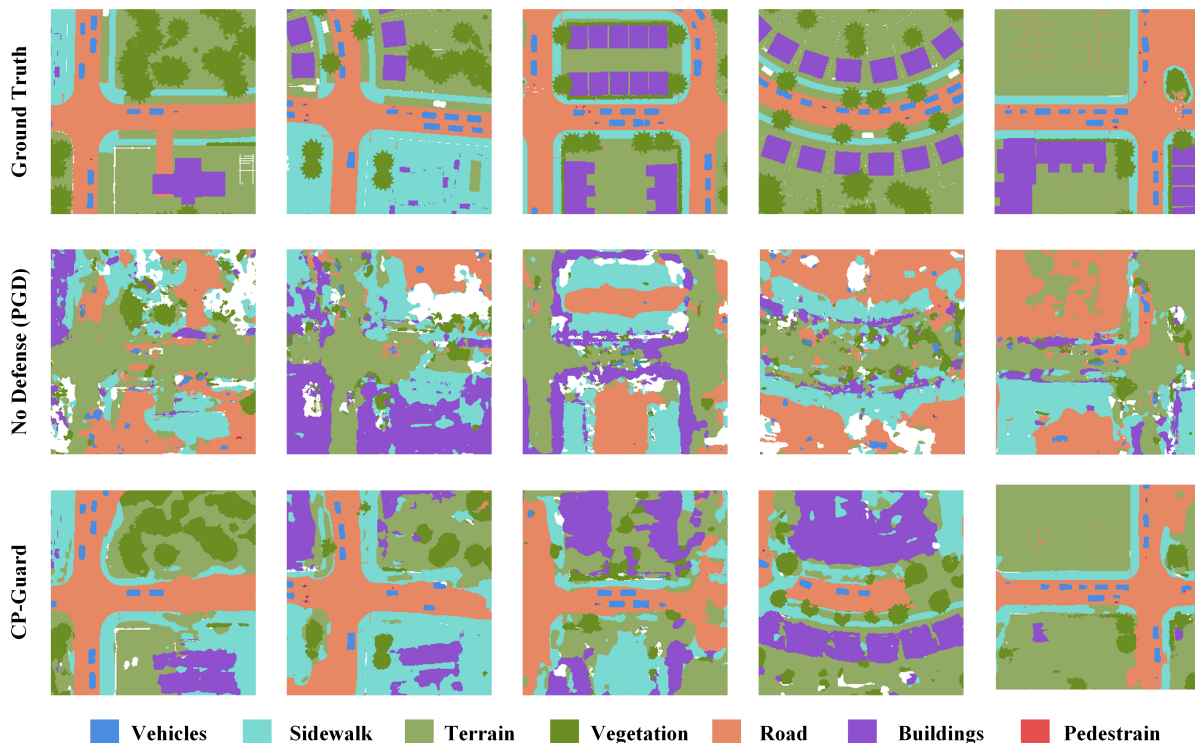 Ground Truth
No Defense (PGD)
CP-Guard
Vehicles Sidewalk Terrain Vegetation Road Buildings Pedestrain